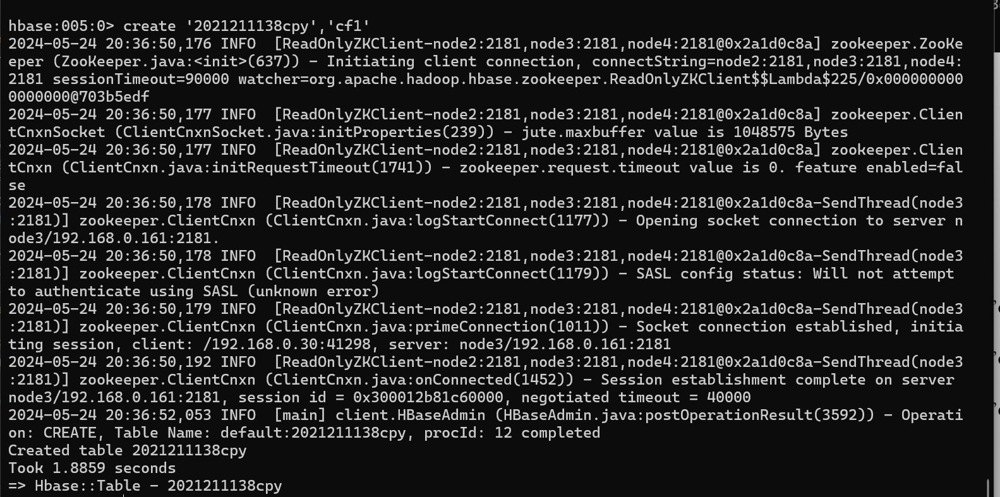 hbase:005:0> create '2021211138cpy','cf1'
2024-05-24 20:36:50,176 INFO  [ReadOnlyZKClient-node2:2181,node3:2181,node4:2181@0x2a1d0c8a] zookeeper.ZooKe
eper (ZooKeeper.java:<init>(637)) - Initiating client connection, connectString=node2:2181,node3:2181,node4:
2181 sessionTimeout=90000 watcher=org.apache.hadoop.hbase.zookeeper.ReadOnlyZKClient$$Lambda$225/0x000000000
0000000@703b5edf
2024-05-24 20:36:50,177 INFO  [ReadOnlyZKClient-node2:2181,node3:2181,node4:2181@0x2a1d0c8a] zookeeper.Clien
tCnxnSocket (ClientCnxnSocket.java:initProperties(239)) - jute.maxbuffer value is 1048575 Bytes
2024-05-24 20:36:50,177 INFO  [ReadOnlyZKClient-node2:2181,node3:2181,node4:2181@0x2a1d0c8a] zookeeper.Clien
tCnxn (ClientCnxn.java:initRequestTimeout(1741)) - zookeeper.request.timeout value is 0. feature enabled=fal
se
2024-05-24 20:36:50,178 INFO  [ReadOnlyZKClient-node2:2181,node3:2181,node4:2181@0x2a1d0c8a-SendThread(node3
:2181)] zookeeper.ClientCnxn (ClientCnxn.java:logStartConnect(1177)) - Opening socket connection to server n
ode3/192.168.0.161:2181.
2024-05-24 20:36:50,178 INFO  [ReadOnlyZKClient-node2:2181,node3:2181,node4:2181@0x2a1d0c8a-SendThread(node3
:2181)] zookeeper.ClientCnxn (ClientCnxn.java:logStartConnect(1179)) - SASL config status: Will not attempt
to authenticate using SASL (unknown error)
2024-05-24 20:36:50,179 INFO  [ReadOnlyZKClient-node2:2181,node3:2181,node4:2181@0x2a1d0c8a-SendThread(node3
:2181)] zookeeper.ClientCnxn (ClientCnxn.java:primeConnection(1011)) - Socket connection established, initia
ting session, client: /192.168.0.30:41298, server: node3/192.168.0.161:2181
2024-05-24 20:36:50,192 INFO  [ReadOnlyZKClient-node2:2181,node3:2181,node4:2181@0x2a1d0c8a-SendThread(node3
:2181)] zookeeper.ClientCnxn (ClientCnxn.java:onConnected(1452)) - Session establishment complete on server
node3/192.168.0.161:2181, session id = 0x300012b81c60000, negotiated timeout = 40000
2024-05-24 20:36:52,053 INFO  [main] client.HBaseAdmin (HBaseAdmin.java:postOperationResult(3592)) - Operati
on: CREATE, Table Name: default:2021211138cpy, procId: 12 completed
Created table 2021211138cpy
Took 1.8859 seconds
=> Hbase::Table - 2021211138cpy